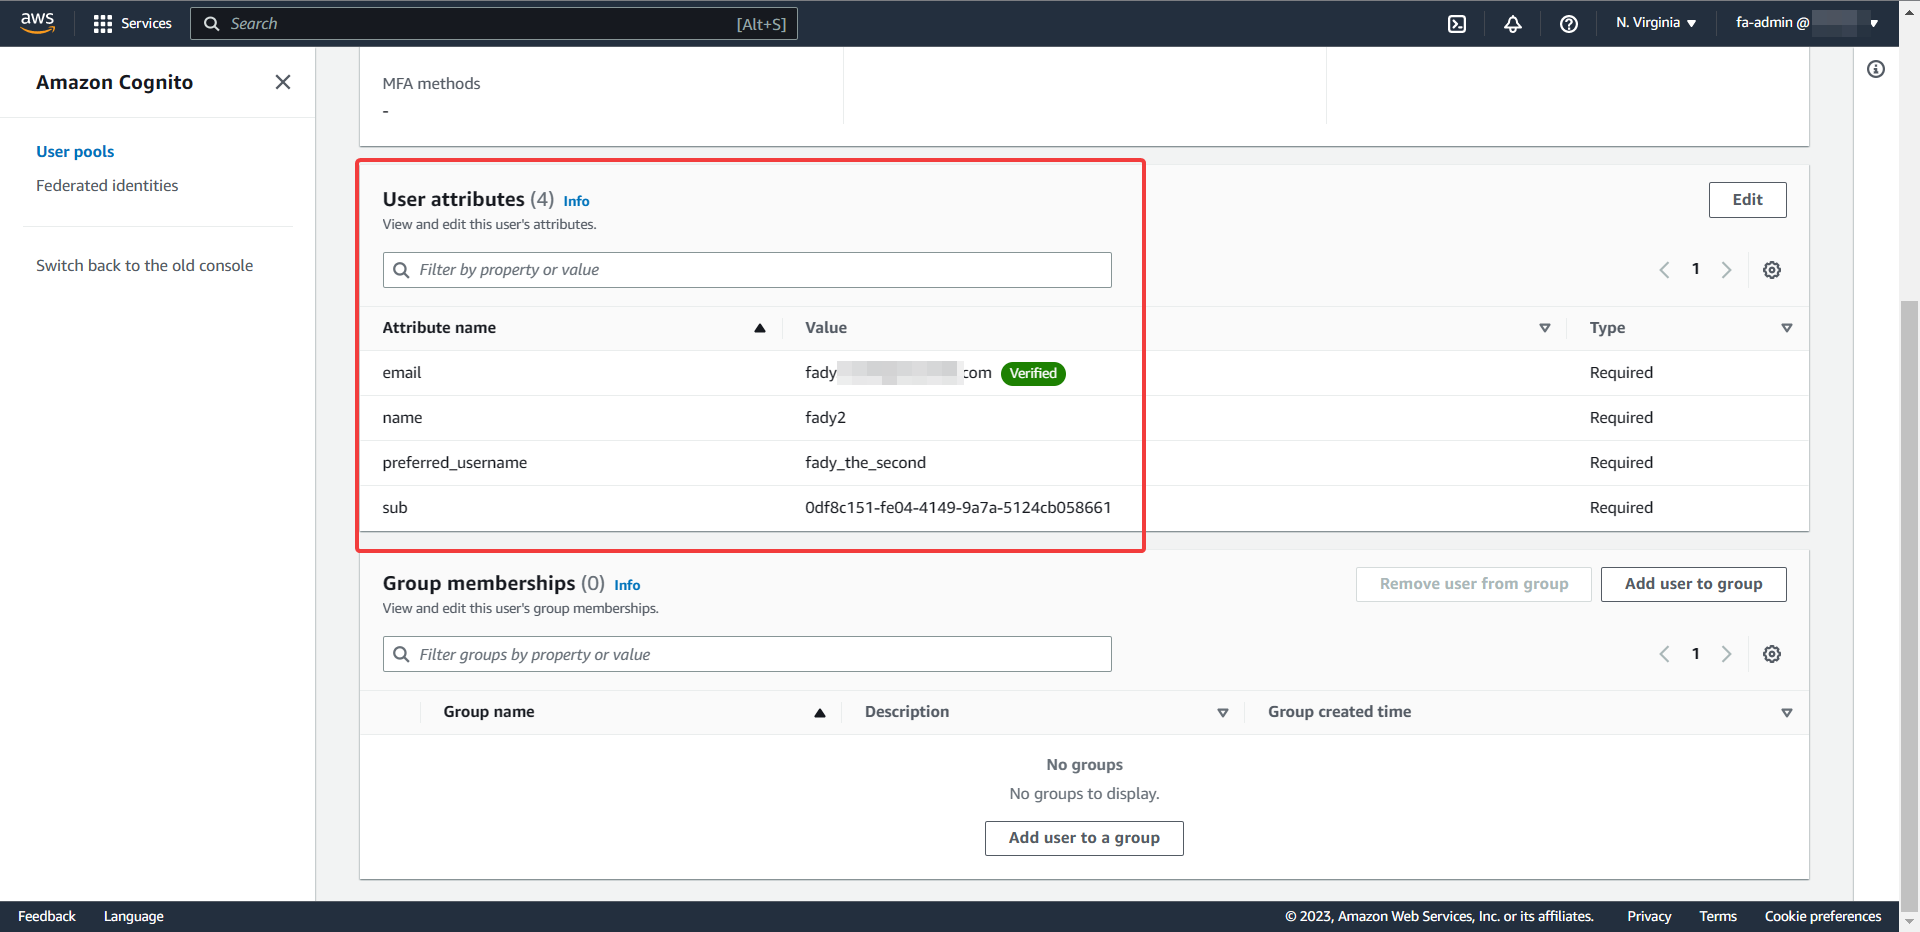 aws Services Search [Alt+S] N. Virginia fa-admin @
Amazon Cognito
User pools
Federated identities
Switch back to the old console
MFA methods
-
User attributes (4) Info
View and edit this user's attributes.
Edit
Filter by property or value
1
Attribute name Value Type
email fady com Verified Required
name fady2 Required
preferred_username fady_the_second Required
sub 0df8c151-fe04-4149-9a7a-5124cb058661 Required
Group memberships (0) Info
View and edit this user's group memberships.
Remove user from group Add user to group
Filter groups by property or value
1
Group name Description Group created time
No groups
No groups to display.
Add user to a group
Feedback Language © 2023, Amazon Web Services, Inc. or its affiliates. Privacy Terms Cookie preferences